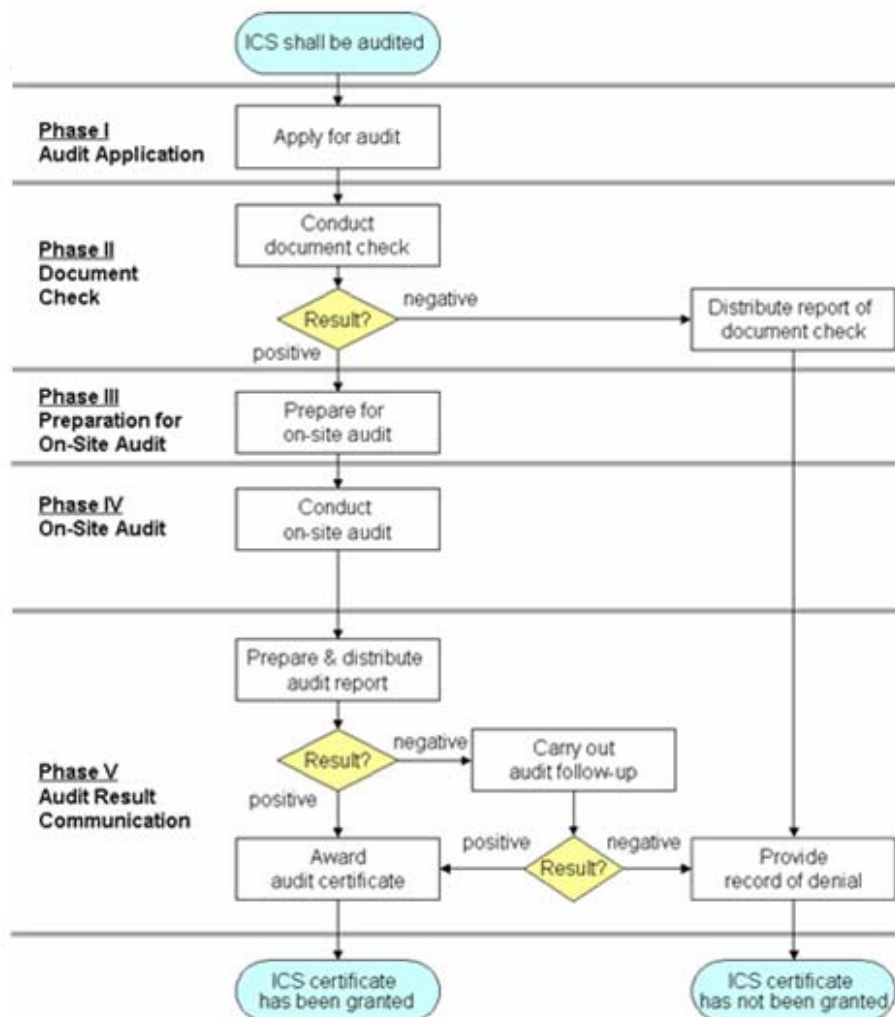 ICS shall be audited
Phase I
Audit Application
Apply for audit
Phase II
Document
Check
Conduct
document check
Result?
negative
positive
Distribute report of
document check
Phase III
Preparation for
On-Site Audit
Prepare for
on-site audit
Phase IV
On-Site Audit
Conduct
on-site audit
Prepare & distribute
audit report
Phase V
Audit Result
Communication
Result?
negative
positive
Carry out
audit follow-up
Result?
positive
negative
Award
audit certificate
Provide
record of denial
ICS certificate
has been granted
ICS certificate
has not been granted